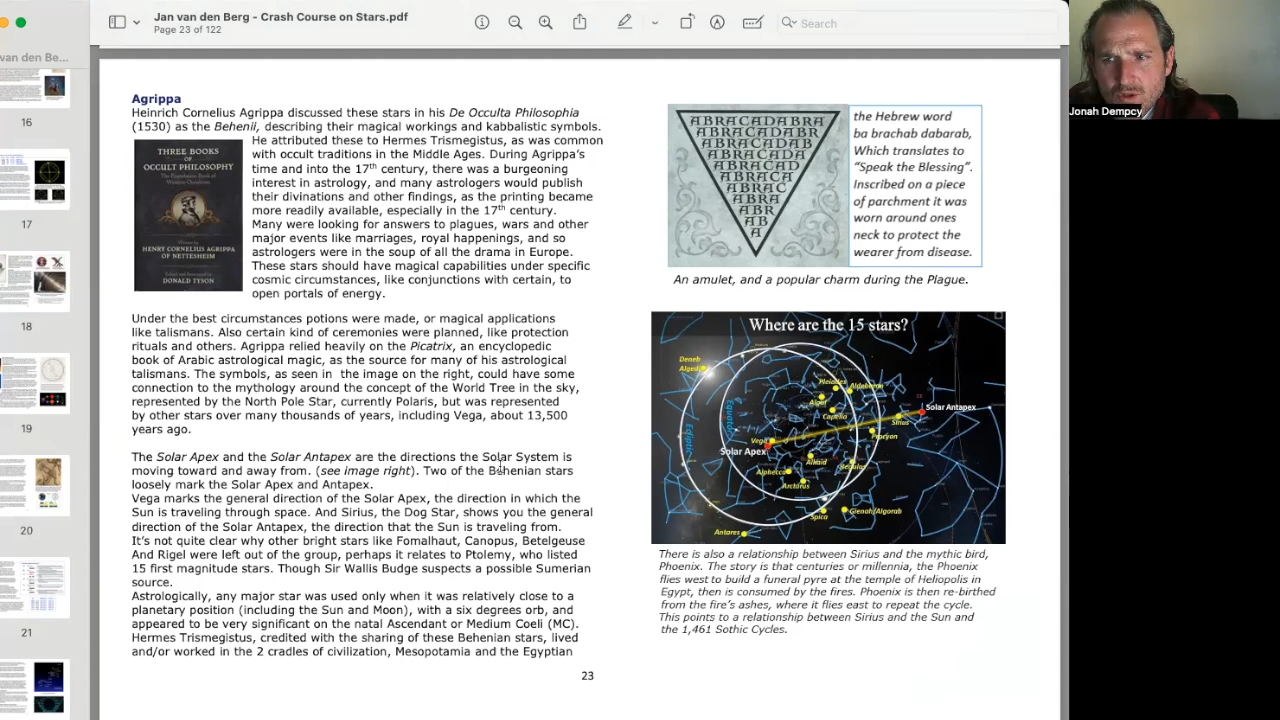 Jan van den Berg - Crash Course on Stars.pdf
Page 23 of 122
Search
van den Be...
16
17
18
19
20
21
Jonah Dempcy
Agrippa
Heinrich Cornelius Agrippa discussed these stars in his De Occulta Philosophia
(1530) as the Behenii, describing their magical workings and kabbalistic symbols.
He attributed these to Hermes Trismegistus, as was common
with occult traditions in the Middle Ages. During Agrippa's
time and into the 17th century, there was a burgeoning
interest in astrology, and many astrologers would publish
their divinations and other findings, as the printing became
more readily available, especially in the 17th century.
Many were looking for answers to plagues, wars and other
major events like marriages, royal happenings, and so
astrologers were in the soup of all the drama in Europe.
These stars should have magical capabilities under specific
cosmic circumstances, like conjunctions with certain, to
open portals of energy.
THREE BOOKS
OF
OCCULT PHILOSOPHY
HENRY CORNELIUS AGRIPPA
OF NETTESHEIM
DONALD TYSON
Under the best circumstances potions were made, or magical applications
like talismans. Also certain kind of ceremonies were planned, like protection
rituals and others. Agrippa relied heavily on the Picatrix, an encyclopedic
book of Arabic astrological magic, as the source for many of his astrological
talismans. The symbols, as seen in the image on the right, could have some
connection to the mythology around the concept of the World Tree in the sky,
represented by the North Pole Star, currently Polaris, but was represented
by other stars over many thousands of years, including Vega, about 13,500
years ago.
The Solar Apex and the Solar Antapex are the directions the Solar System is
moving toward and away from. (see image right). Two of the Behenian stars
loosely mark the Solar Apex and Antapex.
Vega marks the general direction of the Solar Apex, the direction in which the
Sun is traveling through space. And Sirius, the Dog Star, shows you the general
direction of the Solar Antapex, the direction that the Sun is traveling from.
It's not quite clear why other bright stars like Fomalhaut, Canopus, Betelgeuse
And Rigel were left out of the group, perhaps it relates to Ptolemy, who listed
15 first magnitude stars. Though Sir Wallis Budge suspects a possible Sumerian
source.
Astrologically, any major star was used only when it was relatively close to a
planetary position (including the Sun and Moon), with a six degrees orb, and
appeared to be very significant on the natal Ascendant or Medium Coeli (MC).
Hermes Trismegistus, credited with the sharing of these Behenian stars, lived
and/or worked in the 2 cradles of civilization, Mesopotamia and the Egyptian
23
ABRACADABRA
ABRACADABR
ABRACADAB
ABRACADA
ABRACAD
ABRACA
ABRAC
ABRA
ABR
AB
A
the Hebrew word
ba brachab dabarab,
Which translates to
"Speak the Blessing".
Inscribed on a piece
of parchment it was
worn around ones
neck to protect the
wearer from disease.
An amulet, and a popular charm during the Plague.
Where are the 15 stars?
Deneb
Algedi
Pleiades
Aldebaran
Algol
Capella
Solar Antapex
Sirius
Procyon
Equator
Ecliptic
Vega
Solar Apex
Alkaid
Regulus
Alphecca
Arcturus
Spica
Gienah/Algorab
Antares
There is also a relationship between Sirius and the mythic bird,
Phoenix. The story is that centuries or millennia, the Phoenix
flies west to build a funeral pyre at the temple of Heliopolis in
Egypt, then is consumed by the fires. Phoenix is then re-birthed
from the fire's ashes, where it flies east to repeat the cycle.
This points to a relationship between Sirius and the Sun and
the 1,461 Sothic Cycles.